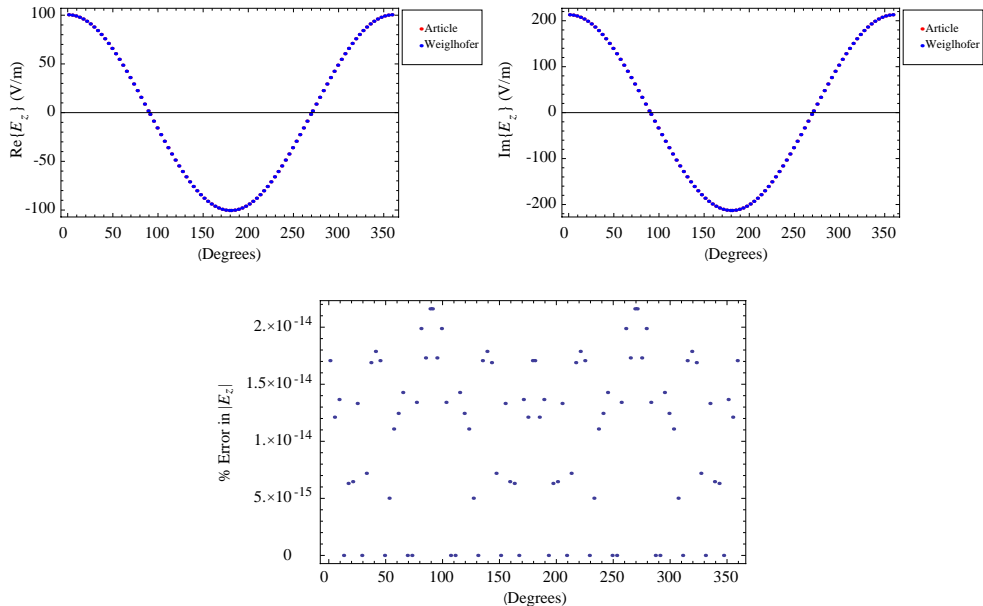 Article
Weiglhofer
100
50
0
-50
-100
Re{E_z} (V/m)
0 50 100 150 200 250 300 350
(Degrees)
Article
Weiglhofer
200
100
0
-100
-200
Im{E_z} (V/m)
0 50 100 150 200 250 300 350
(Degrees)
2.×10^-14
1.5×10^-14
1.×10^-14
5.×10^-15
0
% Error in |E_z|
0 50 100 150 200 250 300 350
(Degrees)